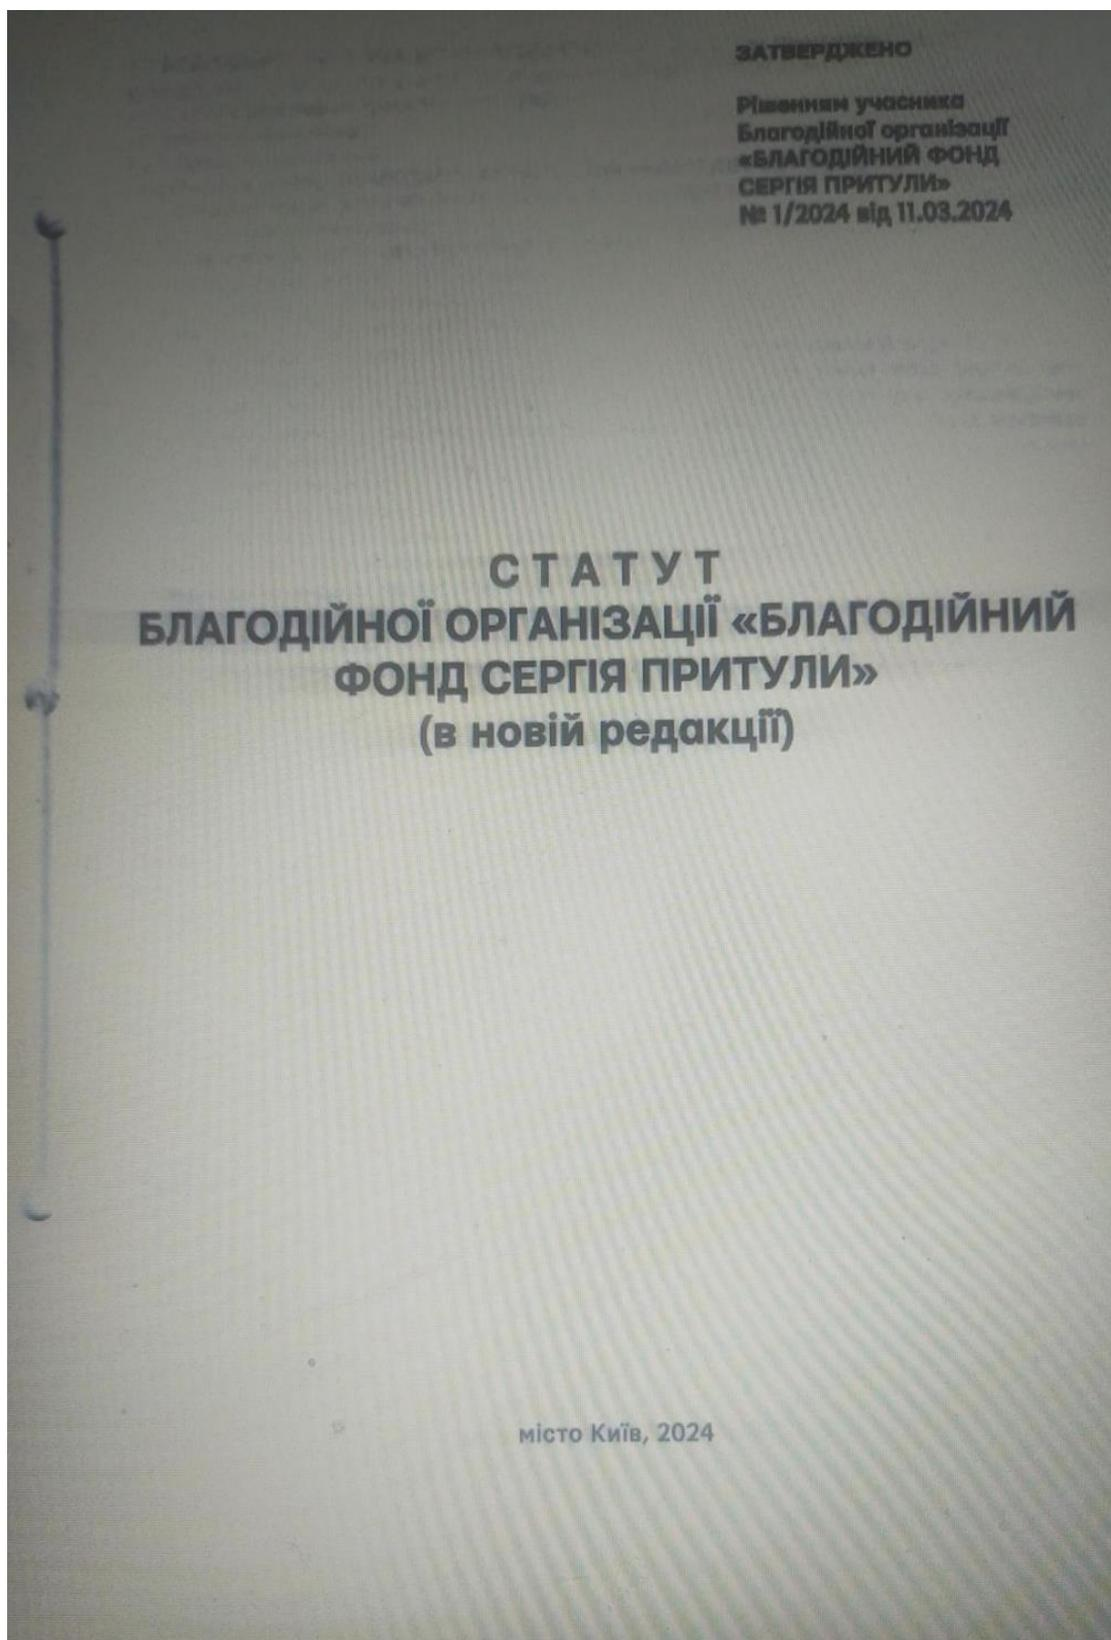 ЗАТВЕРДЖЕНО
Рішенням учасника
Благодійної організації
«БЛАГОДІЙНИЙ ФОНД
СЕРГІЯ ПРИТУЛИ»
№ 1/2024 від 11.03.2024
С Т А Т У Т
БЛАГОДІЙНОЇ ОРГАНІЗАЦІЇ «БЛАГОДІЙНИЙ
ФОНД СЕРГІЯ ПРИТУЛИ»
(в новій редакції)
місто Київ, 2024